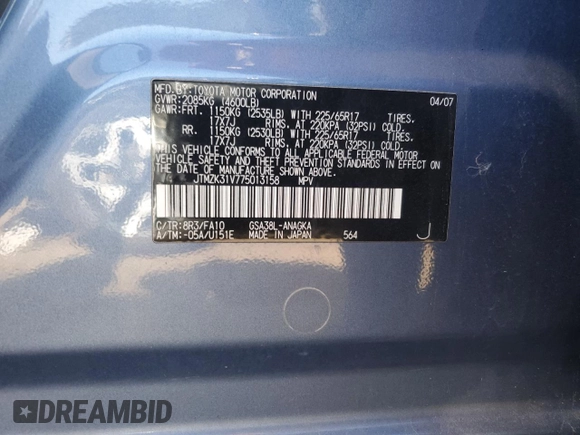 MFD.BY:TOYOTA MOTOR CORPORATION 04/07
GVWR:2085KG (4600LB)
GAWR:FRT. 1150KG (2535LB) WITH 225/65R17 TIRES.
17X7J RIMS. AT 220KPA (32PSI) COLD.
RR. 1150KG (2530LB) WITH 225/65R17 TIRES.
17X7J RIMS. AT 220KPA (32PSI) COLD.
THIS VEHICLE CONFORMS TO ALL APPLICABLE FEDERAL MOTOR
VEHICLE SAFETY AND THEFT PREVENTION STANDARDS IN EFFECT ON
THE DATE OF MANUFACTURE SHOWN ABOVE.
JTMZK31V775013158 MPV
C/TR:8R3/FA10 GSA38L-ANAGKA
A/TM:-05A/U151E MADE IN JAPAN 564 J
DREAMBID